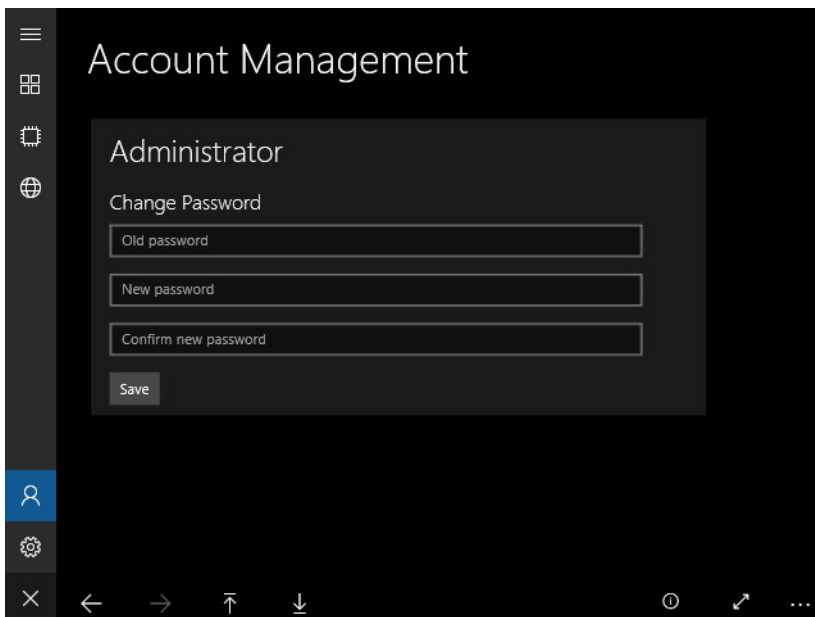 Account Management
Administrator
Change Password
Old password
New password
Confirm new password
Save